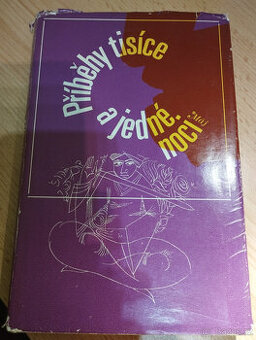 Příběhy tisíce
a jedné
noci